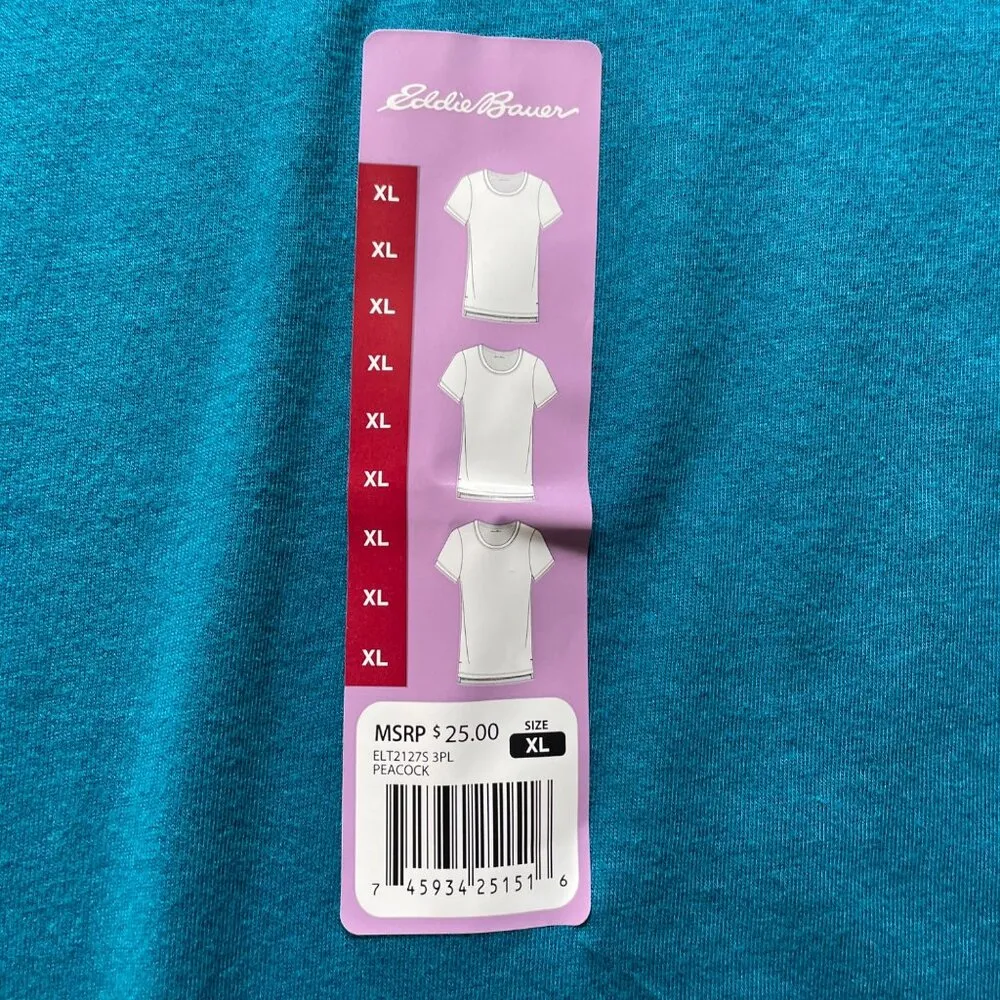 Eddie Bauer
XL
XL
XL
XL
XL
XL
XL
XL
XL
MSRP $ 25.00
SIZE
XL
ELT2127S 3PL
PEACOCK
7 45934 25151 6